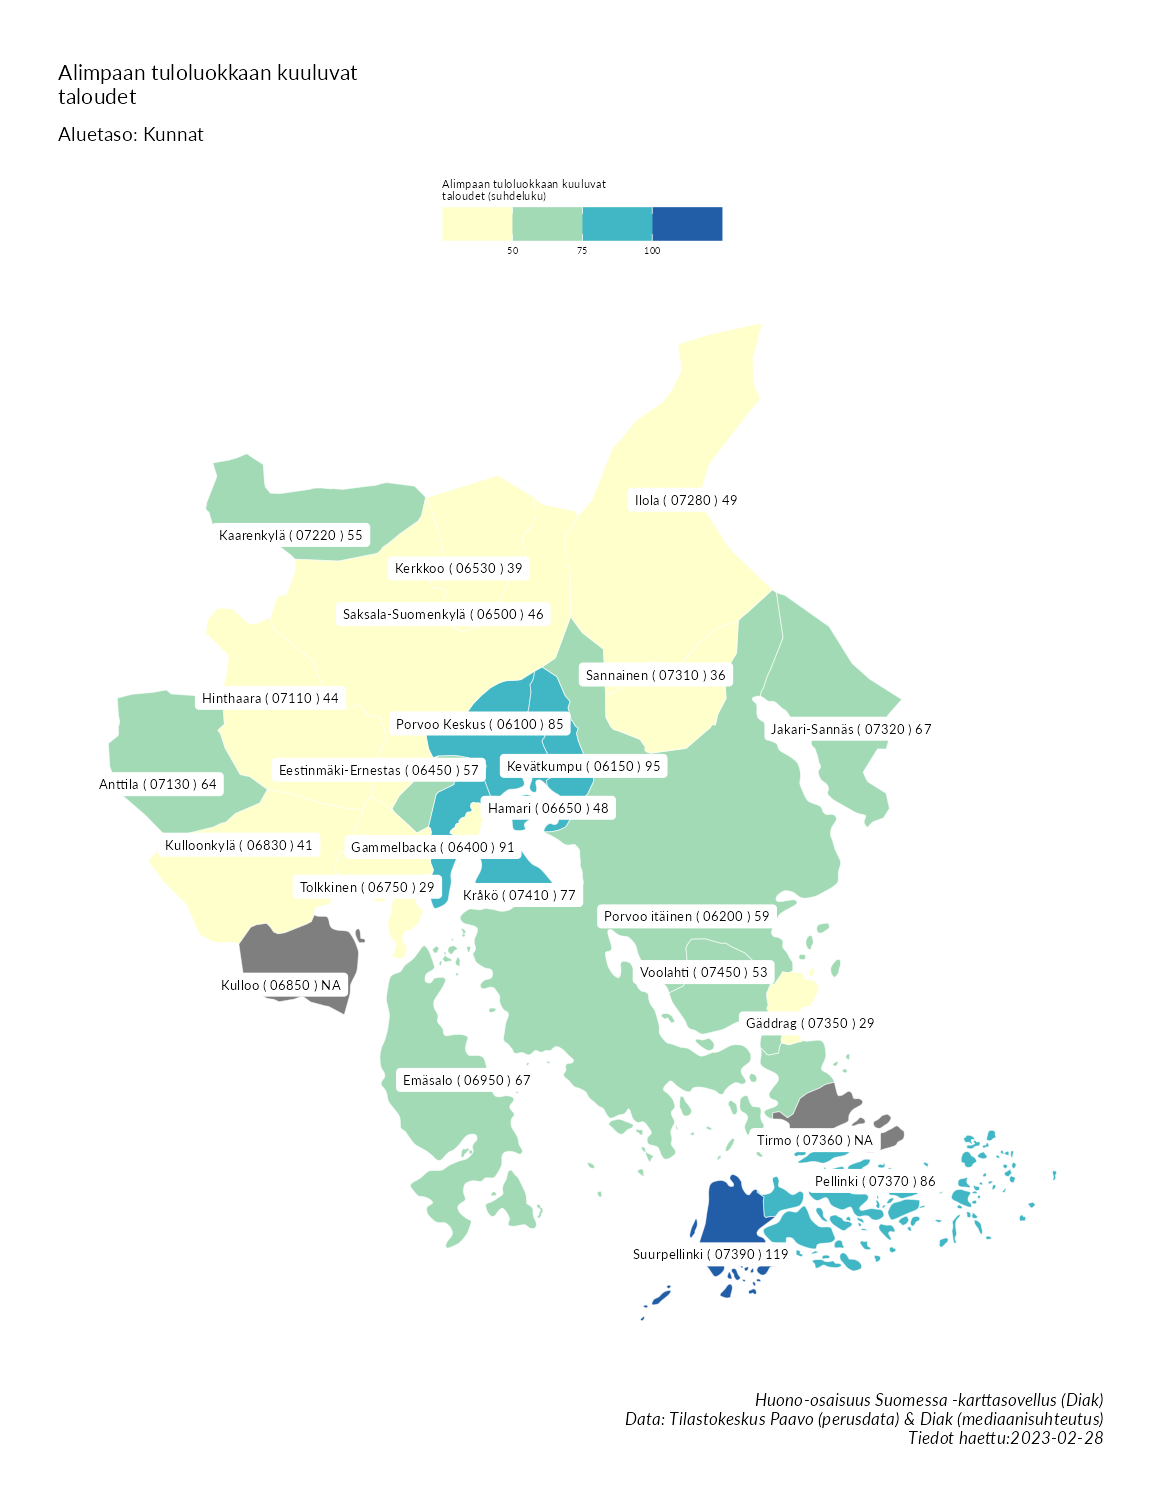 Alimpaan tuloluokkaan kuuluvat
taloudet
Aluetaso: Kunnat
Alimpaan tuloluokkaan kuuluvat
taloudet (suhdeluku)
50 75 100
Ilola ( 07280 ) 49
Kaarenkylä ( 07220 ) 55
Kerkkoo ( 06530 ) 39
Saksala-Suomenkylä ( 06500 ) 46
Sannainen ( 07310 ) 36
Hinthaara ( 07110 ) 44
Porvoo Keskus ( 06100 ) 85
Jakari-Sannäs ( 07320 ) 67
Eestinmäki-Ernestas ( 06450 ) 57
Kevätkumpu ( 06150 ) 95
Anttila ( 07130 ) 64
Hamari ( 06650 ) 48
Kulloonkylä ( 06830 ) 41
Gammelbacka ( 06400 ) 91
Tolkkinen ( 06750 ) 29
Kråkö ( 07410 ) 77
Porvoo itäinen ( 06200 ) 59
Voolahti ( 07450 ) 53
Kulloo ( 06850 ) NA
Gäddrag ( 07350 ) 29
Emäsalo ( 06950 ) 67
Tirmo ( 07360 ) NA
Pellinki ( 07370 ) 86
Suurpellinki ( 07390 ) 119
Huono-osaisuus Suomessa -karttasovellus (Diak)
Data: Tilastokeskus Paavo (perusdata) & Diak (mediaanisuhteutus)
Tiedot haettu:2023-02-28